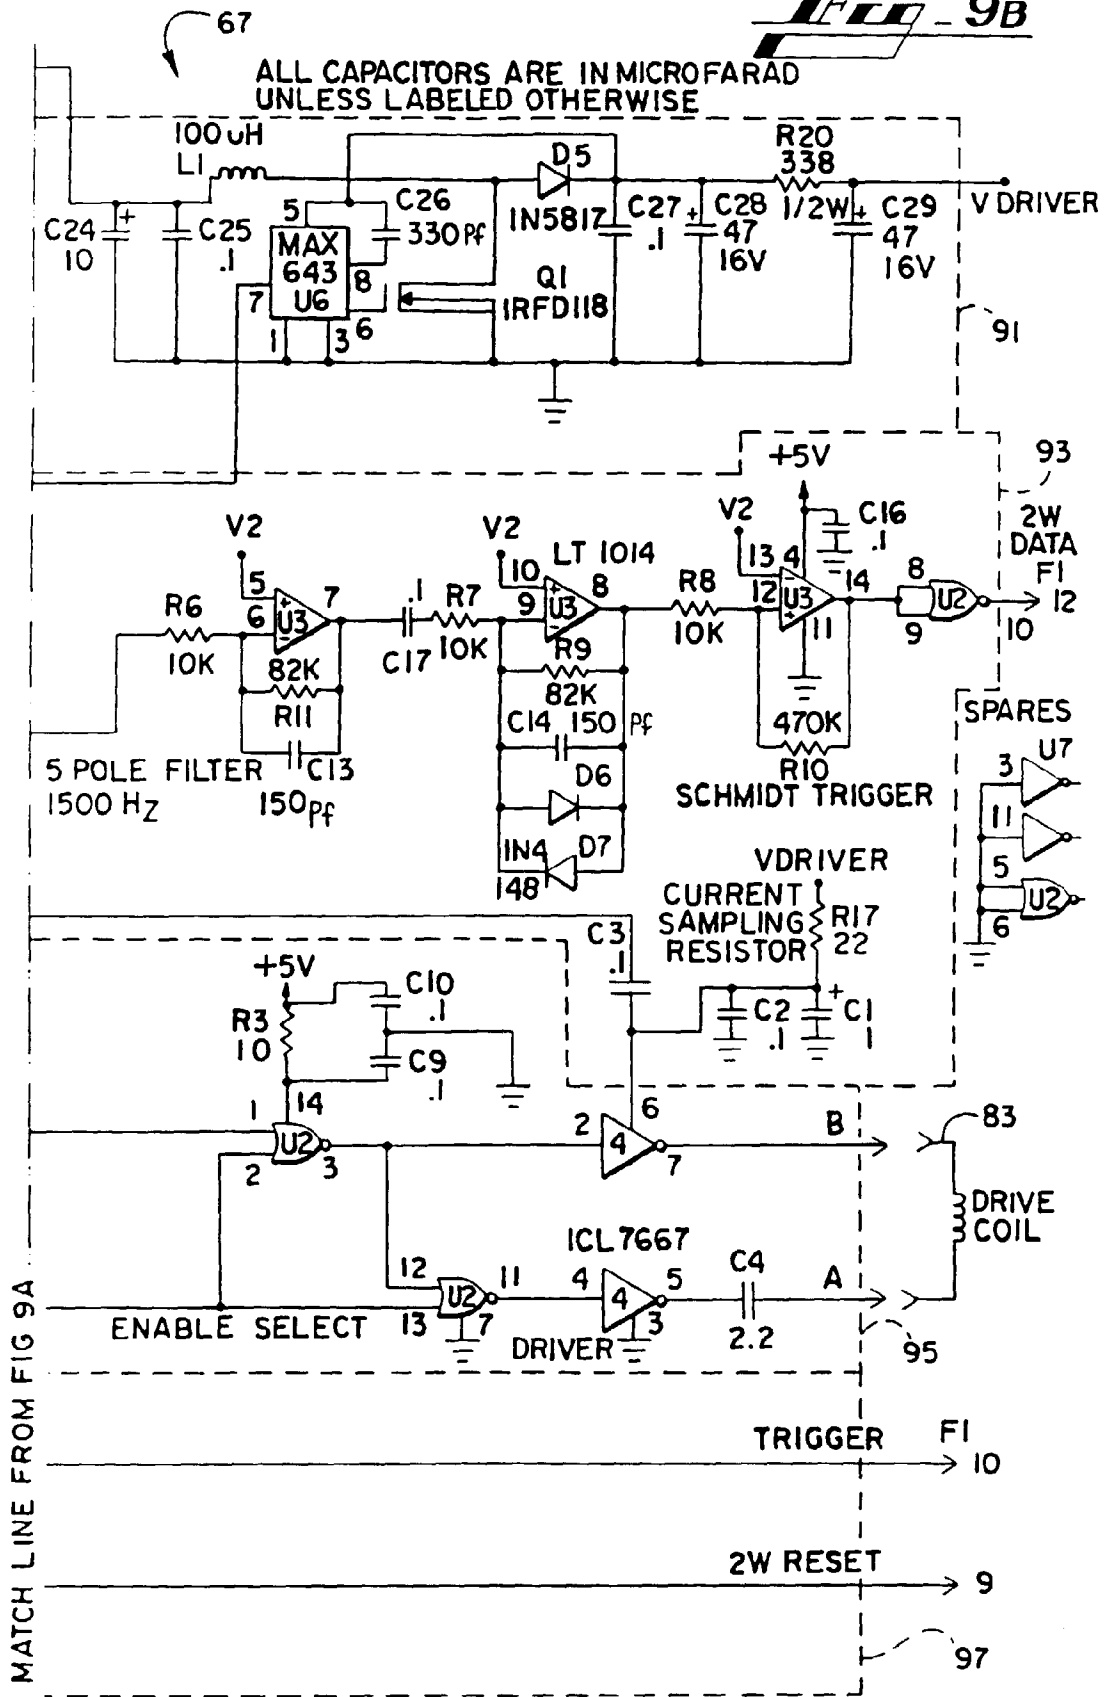 Fig - 9B
67
ALL CAPACITORS ARE IN MICROFARAD
UNLESS LABELED OTHERWISE
100 uH
L1
D5
R20
338
1N5817
1/2W
V DRIVER
C24
10
+
C25
.1
5
MAX
643
U6
7
8
6
1
3
C26
330 Pf
Q1
IRFD118
C27
.1
+
C28
47
16V
+
C29
47
16V
91
93
+5V
V2
V2
V2
LT 1014
C16
.1
2W
DATA
F1
12
R6
10K
5
6
+
U3
-
7
.1
C17
R7
10K
10
9
+
U3
-
8
R8
10K
13
12
4
-
U3
+
11
14
8
9
U2
10
82K
R11
C13
150Pf
R9
82K
C14 150 Pf
D6
D7
1N4
148
470K
R10
5 POLE FILTER
1500 HZ
SCHMIDT TRIGGER
SPARES
U7
3
11
5
U2
6
VDRIVER
CURRENT
SAMPLING
RESISTOR
R17
22
C3
.1
C2
.1
+
C1
1
+5V
R3
10
C10
.1
C9
.1
1
14
U2
2
3
2
4
6
7
B
83
DRIVE
COIL
ICL7667
12
13
U2
11
7
4
4
5
3
C4
2.2
A
ENABLE SELECT
DRIVER
95
TRIGGER
F1
10
2W RESET
9
97
MATCH LINE FROM FIG 9A